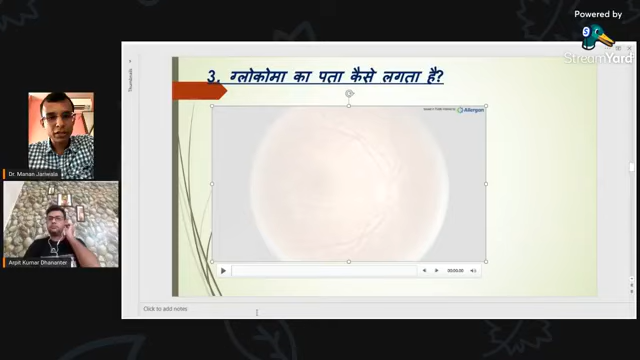 Powered by
StreamYard
Thumbnails
3. ग्लोकोमा का पता कैसे लगता है?
Allergan
Dr. Manan Jariwala
Arpit Kumar Dhananter
00:00.00
Click to add notes